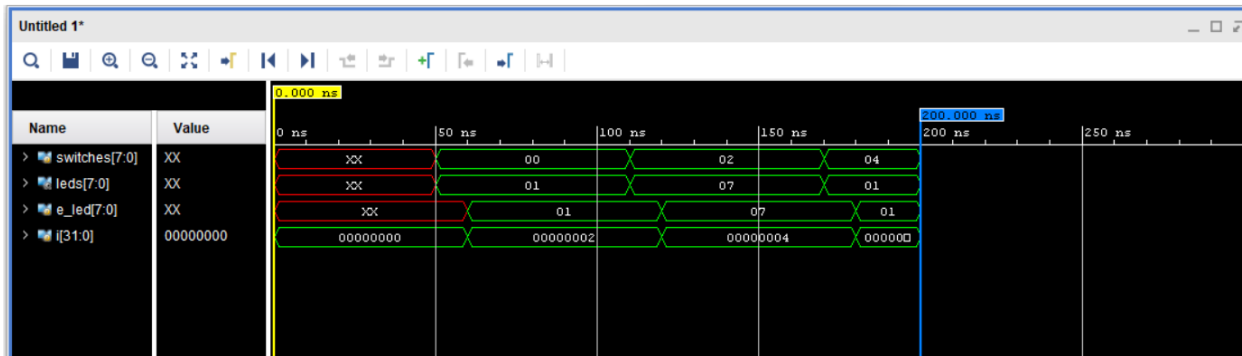 Untitled 1*
0.000 ns
200.000 ns
Name Value
0 ns 50 ns 100 ns 150 ns 200 ns 250 ns
switches[7:0] XX XX 00 02 04
leds[7:0] XX XX 01 07 01
e_led[7:0] XX XX 01 07 01
i[31:0] 00000000 00000000 00000002 00000004 00000□